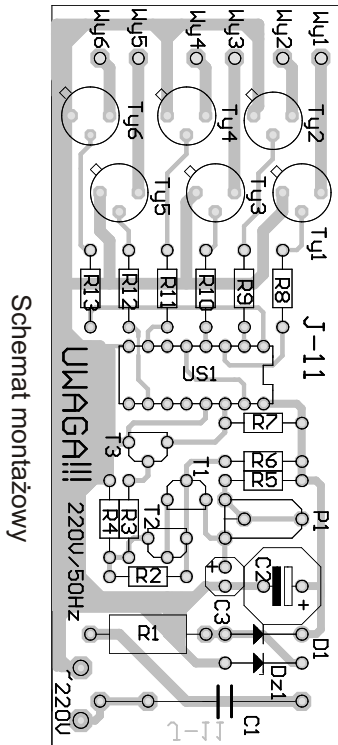 Wy6 Wy5 Wy4 Wy3 Wy2 Wy1
Ty6 Ty4 Ty2
Ty5 Ty3 Ty1
R13 R12 R11 R10 R9 R8
J-11
US1
UWAGA!!!
220V/50Hz
T3
R7
T1
R6
R5
R4 R3
T2
P1
R2
C2
+
+
C3
R1
D1
Dz1
~220V
C1
J-11
Schemat montażowy